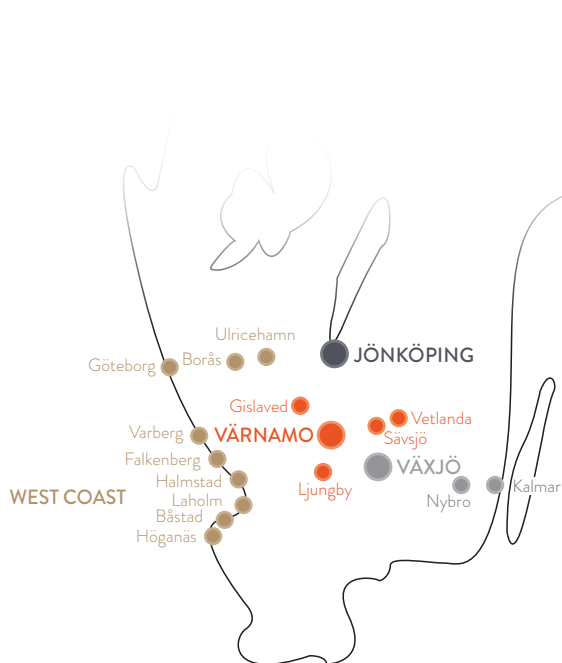 Ulricehamn
Göteborg
Borås
JÖNKÖPING
Gislaved
Vetlanda
Varberg
VÄRNAMO
Sävsjö
Falkenberg
VÄXJÖ
Halmstad
Ljungby
Kalmar
WEST COAST
Laholm
Nybro
Båstad
Höganäs